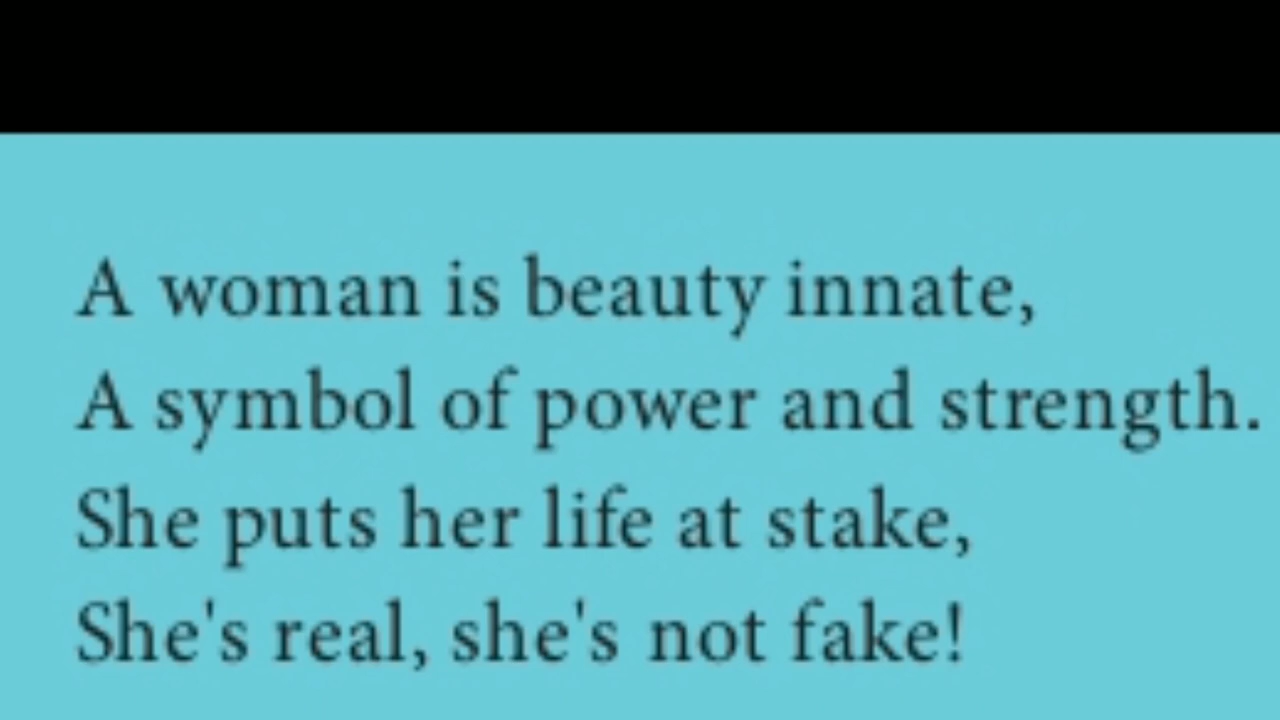 A woman is beauty innate,
A symbol of power and strength.
She puts her life at stake,
She's real, she's not fake!